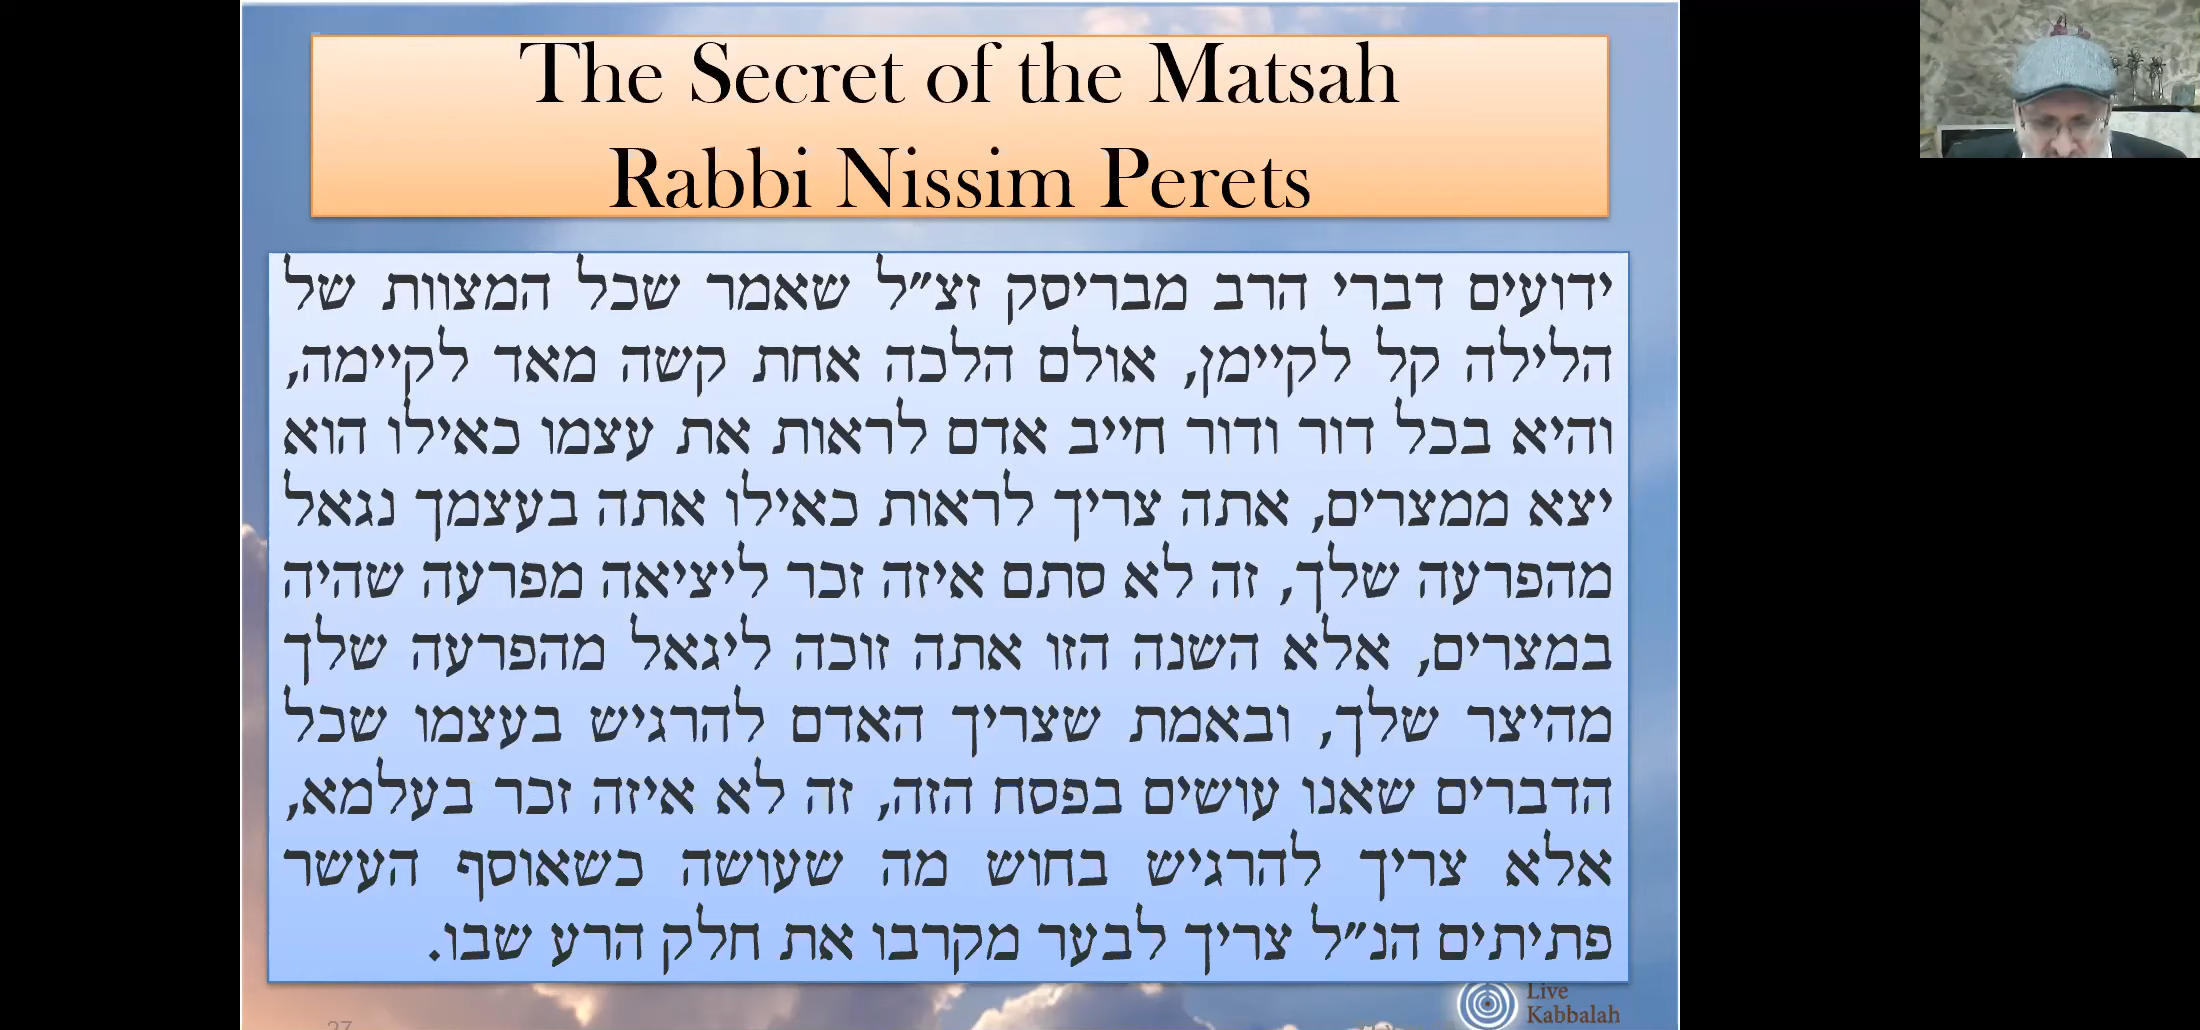 The Secret of the Matsah
Rabbi Nissim Perets
ידועים דברי הרב מבריסק זצ״ל שאמר שכל המצוות של
הלילה קל לקיימן, אולם הלכה אחת קשה מאד לקיימה,
והיא בכל דור ודור חייב אדם לראות את עצמו כאילו הוא
יצא ממצרים, אתה צריך לראות כאילו אתה בעצמך נגאל
מהפרעה שלך, זה לא סתם איזה זכר ליציאה מפרעה שהיה
במצרים, אלא השנה הזו אתה זוכה ליגאל מהפרעה שלך
מהיצר שלך, ובאמת שצריך האדם להרגיש בעצמו שכל
הדברים שאנו עושים בפסח הזה, זה לא איזה זכר בעלמא,
אלא צריך להרגיש בחוש מה שעושה כשאוסף העשר
פתיתים הנ״ל צריך לבער מקרבו את חלק הרע שבו.
Live
Kabbalah
27